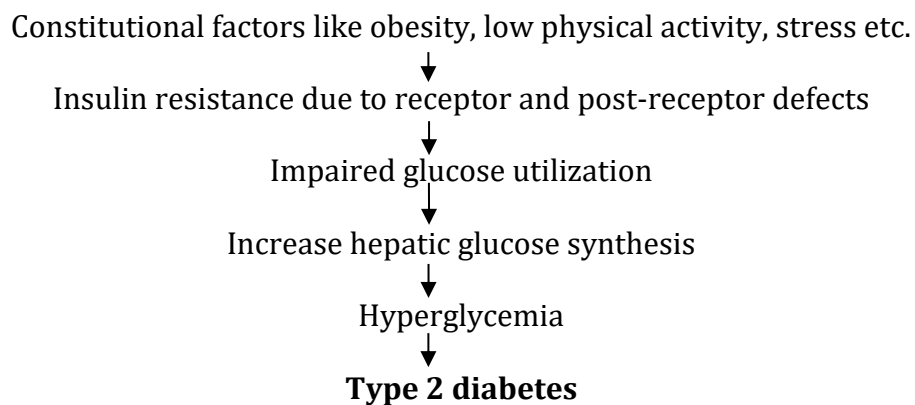 Constitutional factors like obesity, low physical activity, stress etc.
Insulin resistance due to receptor and post-receptor defects
Impaired glucose utilization
Increase hepatic glucose synthesis
Hyperglycemia
Type 2 diabetes